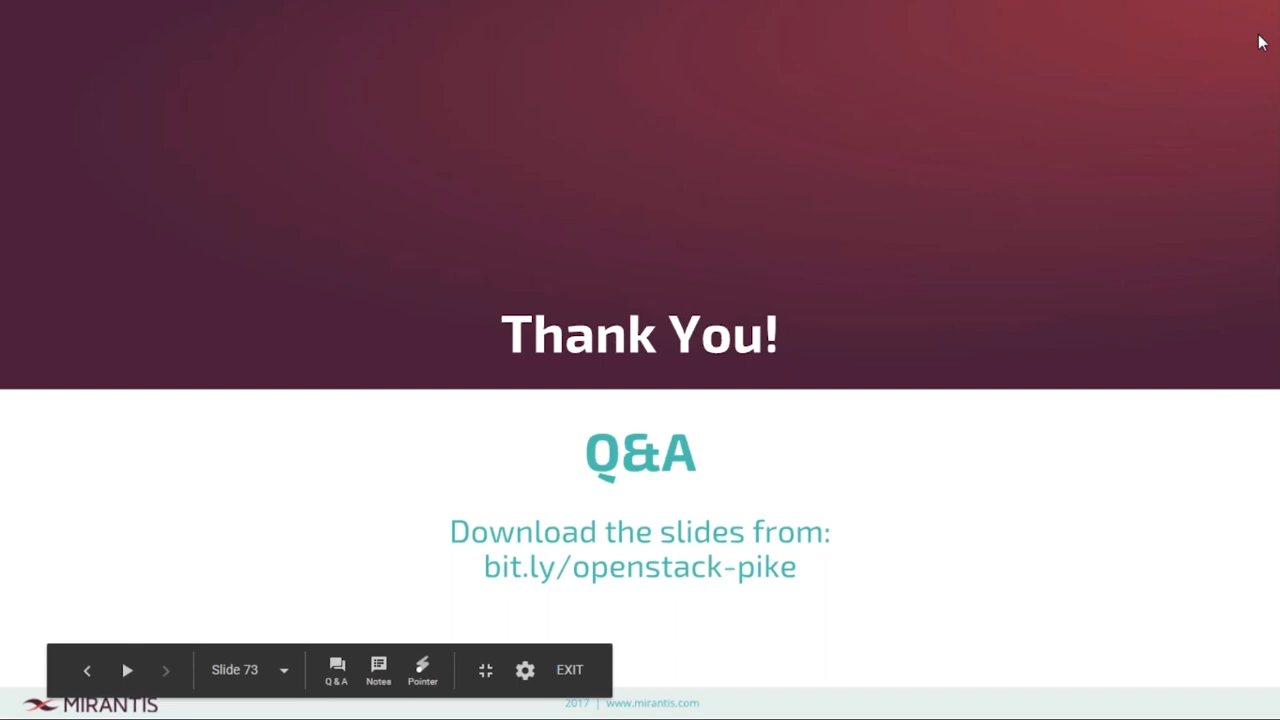 Thank You!
Q&A
Download the slides from:
bit.ly/openstack-pike
Slide 73
Q & A
Notes
Pointer
EXIT
MIRANTIS
2017 | www.mirantis.com